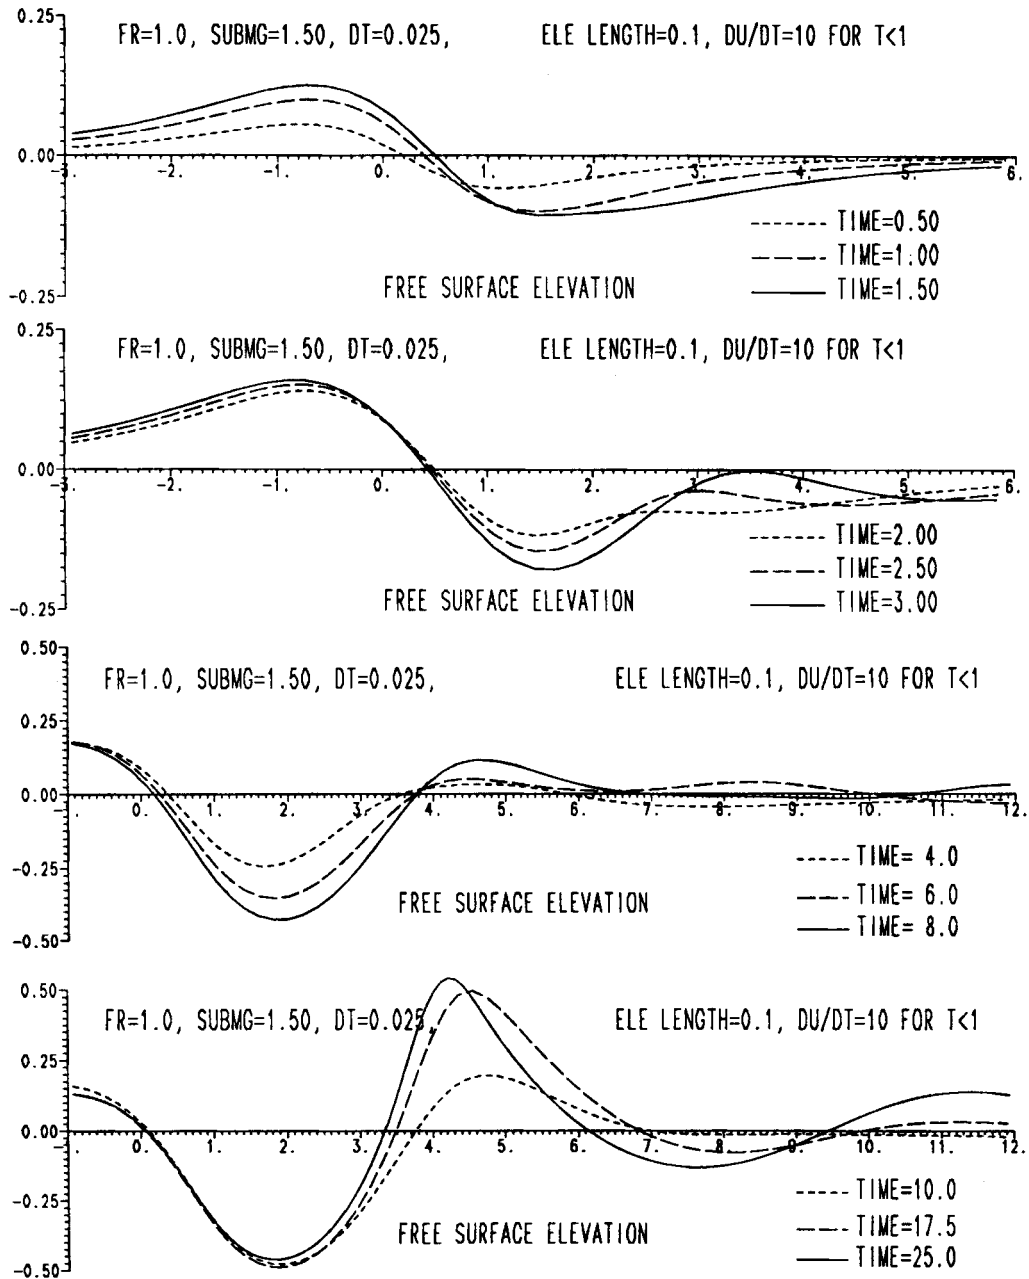 0.25
FR=1.0, SUBMG=1.50, DT=0.025, ELE LENGTH=0.1, DU/DT=10 FOR T<1
0.00
-3. -2. -1. 0. 1. 2. 3. 4. 5. 6.
TIME=0.50
TIME=1.00
FREE SURFACE ELEVATION
TIME=1.50
-0.25
0.25
FR=1.0, SUBMG=1.50, DT=0.025, ELE LENGTH=0.1, DU/DT=10 FOR T<1
0.00
-3. -2. -1. 0. 1. 2. 3. 4. 5. 6.
TIME=2.00
TIME=2.50
FREE SURFACE ELEVATION
TIME=3.00
-0.25
0.50
FR=1.0, SUBMG=1.50, DT=0.025, ELE LENGTH=0.1, DU/DT=10 FOR T<1
0.25
0.00
. 0. 1. 2. 3. 4. 5. 6. 7. 8. 9. 10. 11. 12.
TIME= 4.0
-0.25
TIME= 6.0
FREE SURFACE ELEVATION
TIME= 8.0
-0.50
0.50
FR=1.0, SUBMG=1.50, DT=0.025, ELE LENGTH=0.1, DU/DT=10 FOR T<1
0.25
0.00
. 0. 1. 2. 3. 4. 5. 6. 7. 8. 9. 10. 11. 12.
-0.25
TIME=10.0
TIME=17.5
FREE SURFACE ELEVATION
TIME=25.0
-0.50